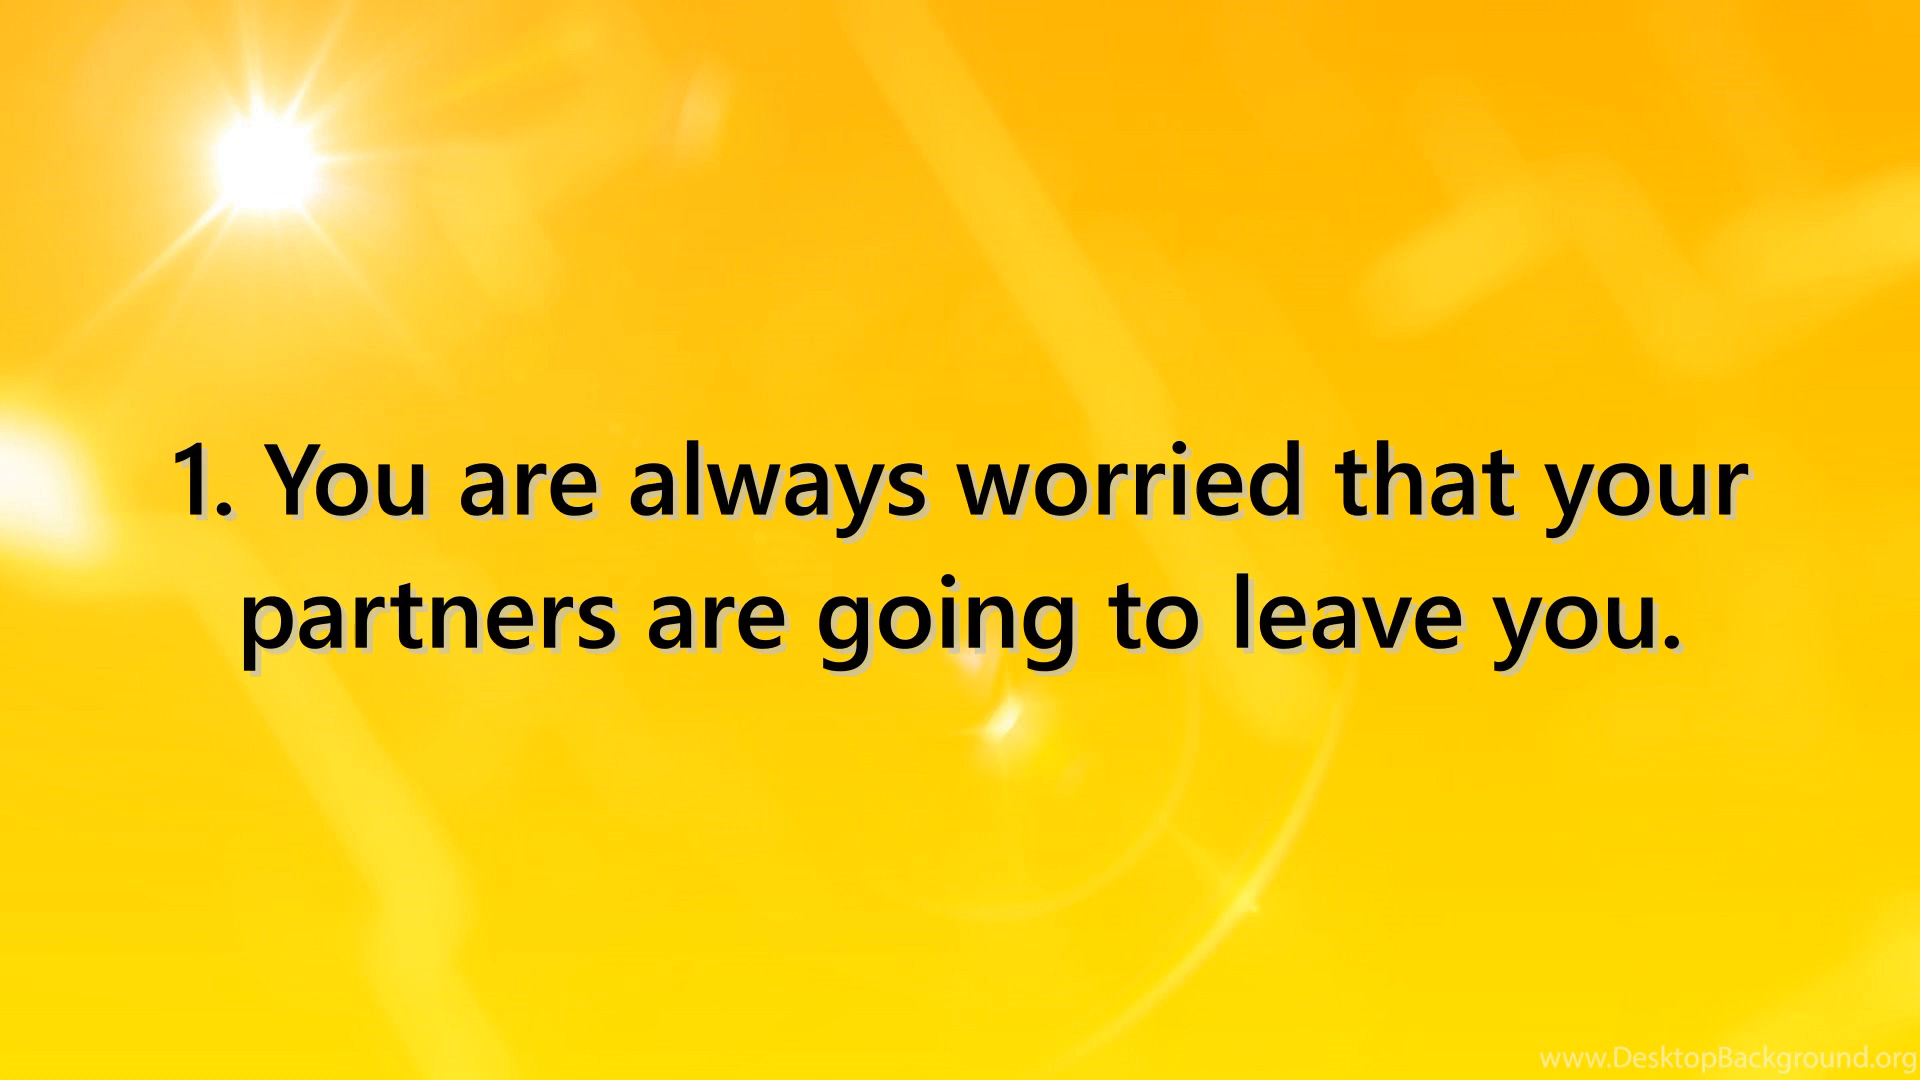 1. You are always worried that your
partners are going to leave you.
www.DesktopBackground.org